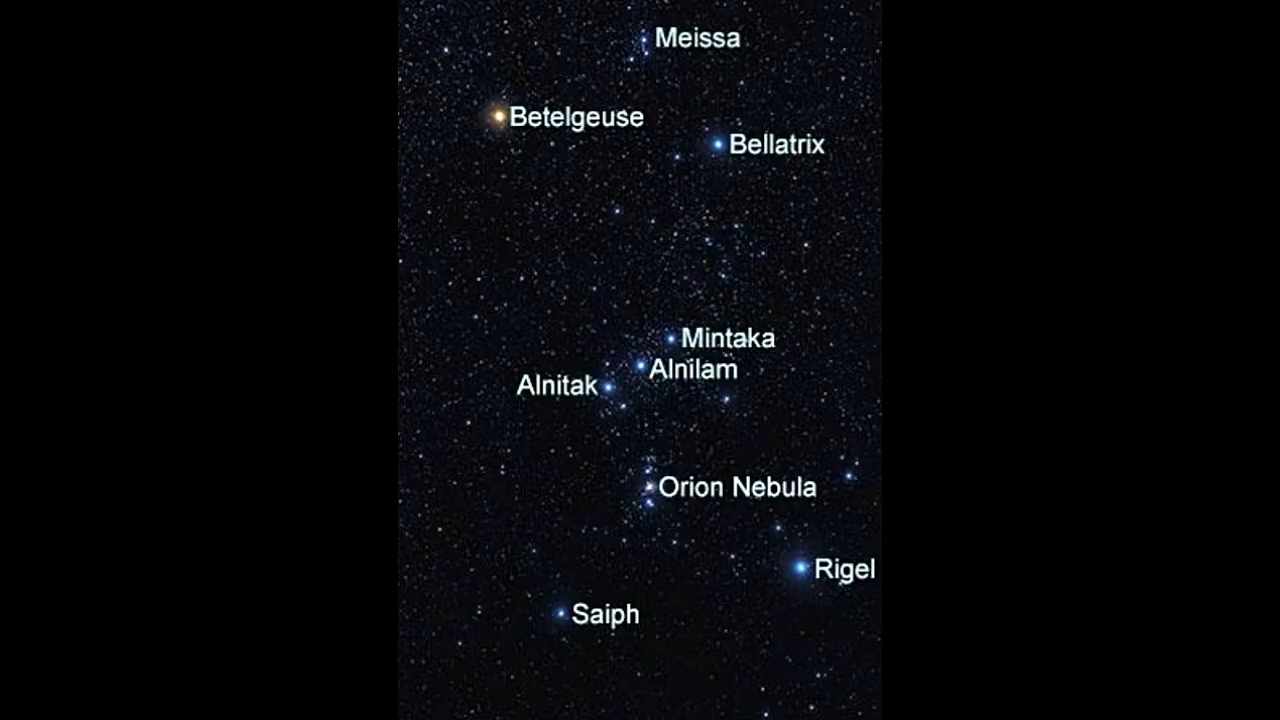 Meissa
Betelgeuse
Bellatrix
Mintaka
Alnilam
Alnitak
Orion Nebula
Rigel
Saiph